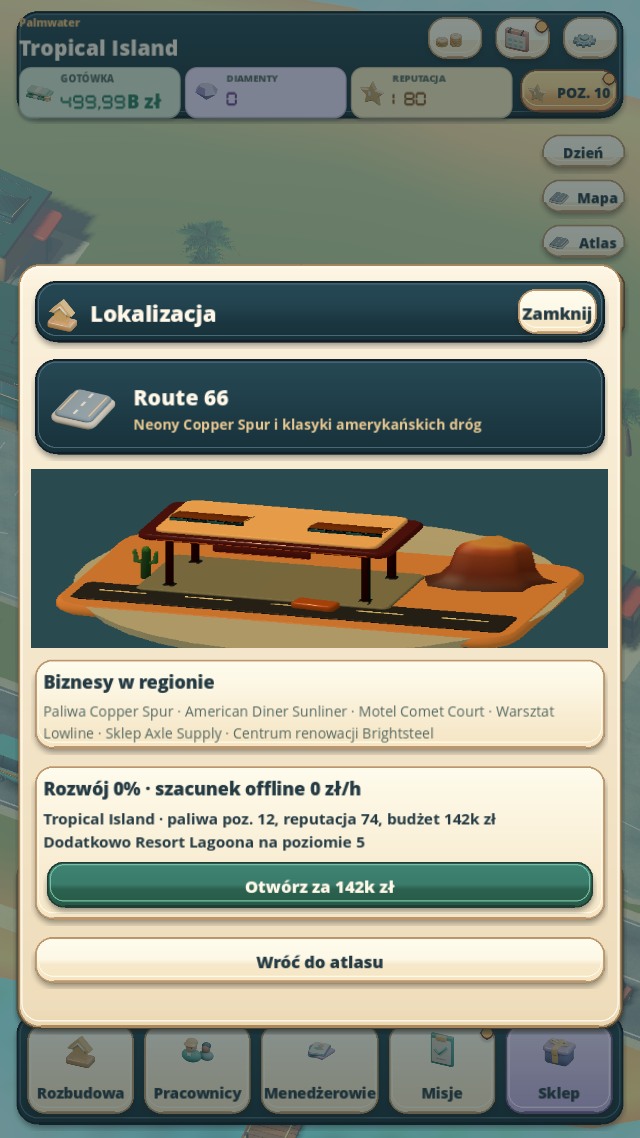 Palmwater
Tropical Island
GOTÓWKA
499,99B zł
DIAMENTY
0
REPUTACJA
180
POZ. 10
Dzień
Mapa
Atlas
Lokalizacja
Zamknij
Route 66
Neony Copper Spur i klasyki amerykańskich dróg
Biznesy w regionie
Paliwa Copper Spur · American Diner Sunliner · Motel Comet Court · Warsztat
Lowline · Sklep Axle Supply · Centrum renowacji Brightsteel
Rozwój 0% · szacunek offline 0 zł/h
Tropical Island · paliwa poz. 12, reputacja 74, budżet 142k zł
Dodatkowo Resort Lagoona na poziomie 5
Otwórz za 142k zł
Wróć do atlasu
Rozbudowa
Pracownicy
Menedżerowie
Misje
Sklep